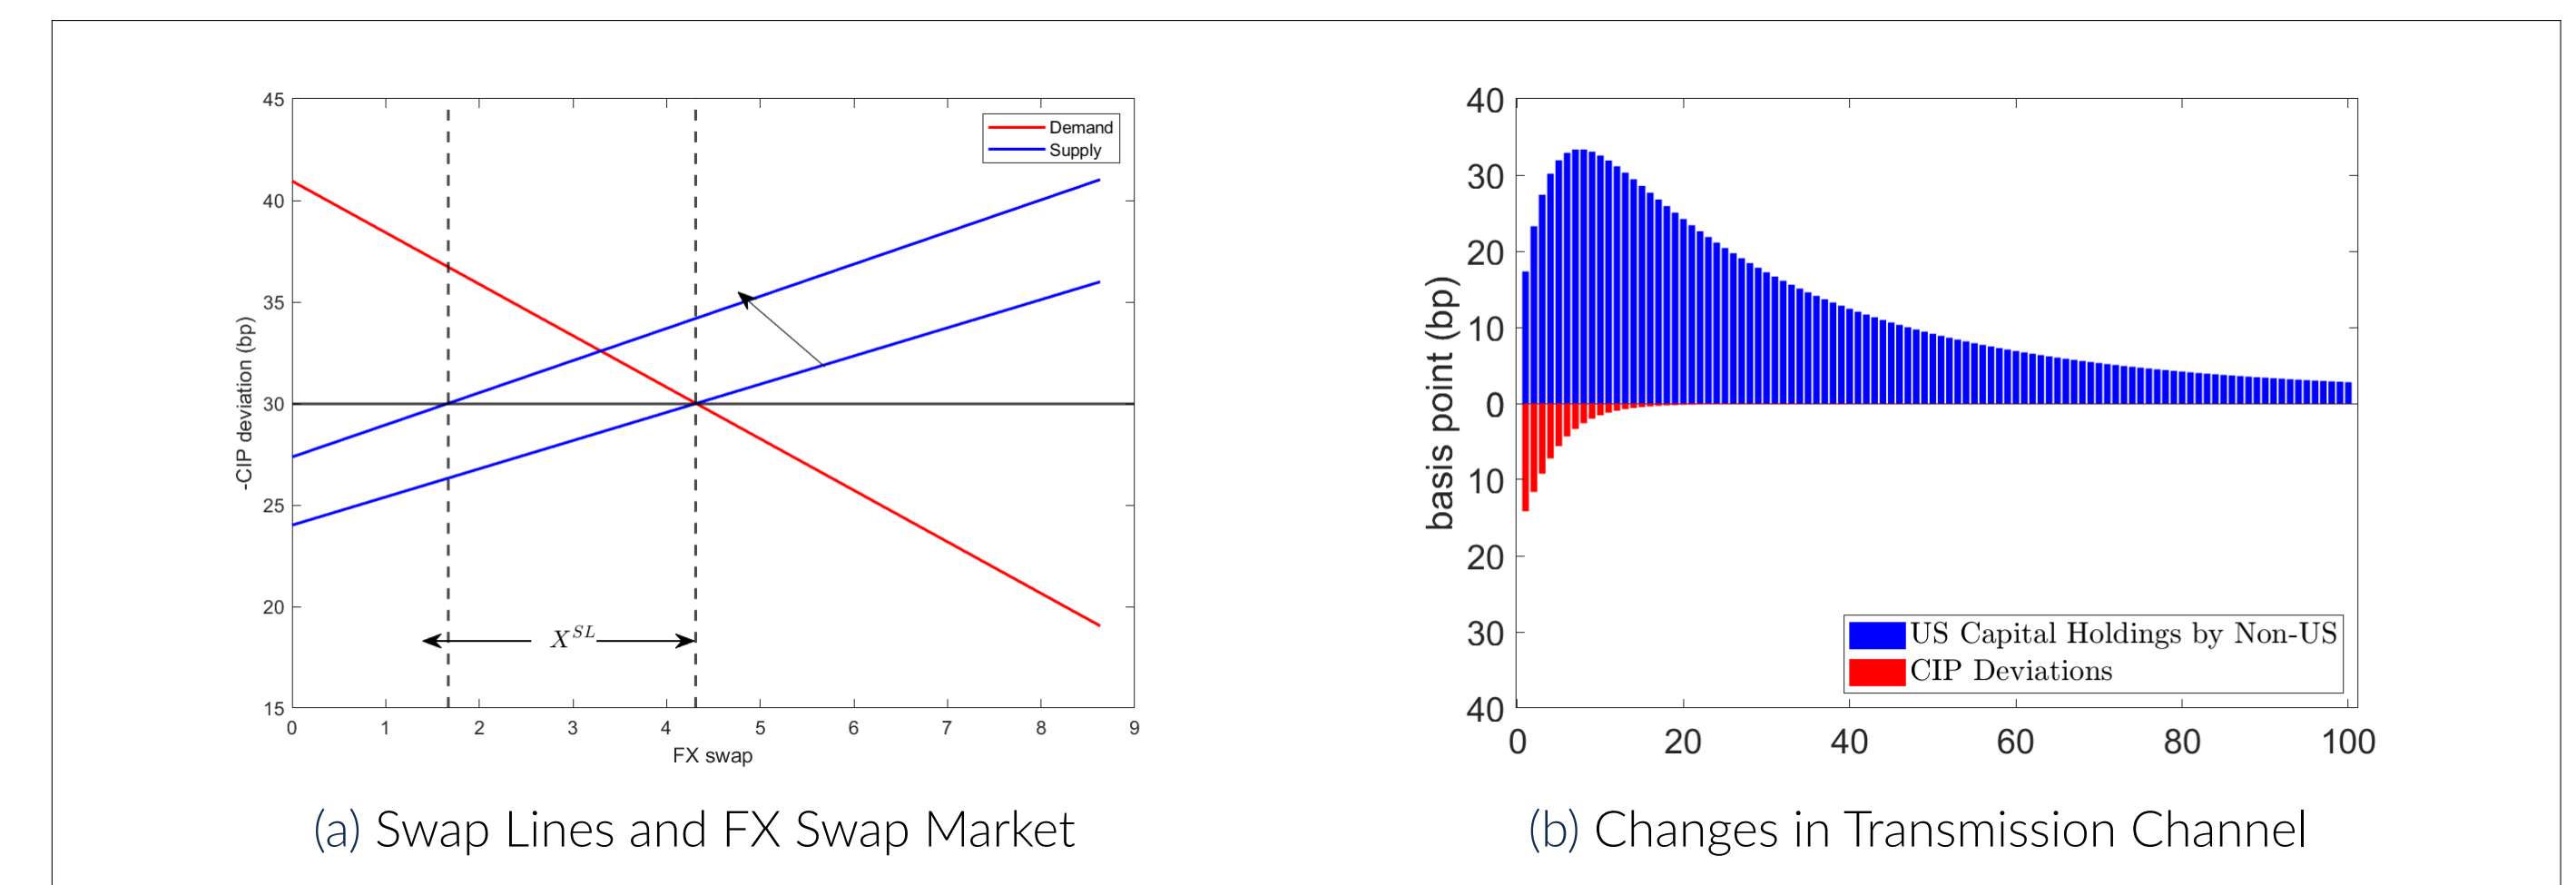 45
40
35
30
25
20
15
-CIP deviation (bp)
Demand
Supply
X^{SL}
0 1 2 3 4 5 6 7 8 9
FX swap
(a) Swap Lines and FX Swap Market
40
30
20
10
0
10
20
30
40
basis point (bp)
US Capital Holdings by Non-US
CIP Deviations
0 20 40 60 80 100
(b) Changes in Transmission Channel